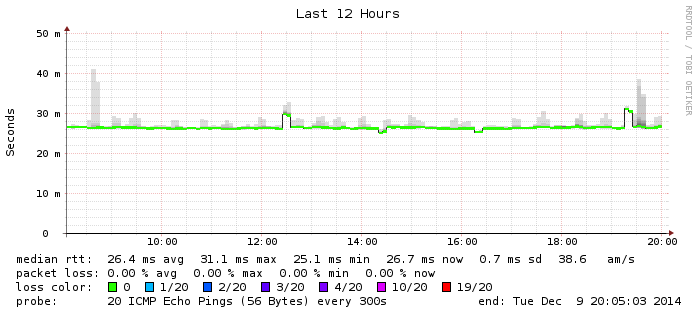 Last 12 Hours
RRDTOOL / TOBI OETIKER
Seconds
50 m
40 m
30 m
20 m
10 m
0
10:00 12:00 14:00 16:00 18:00 20:00
median rtt: 26.4 ms avg 31.1 ms max 25.1 ms min 26.7 ms now 0.7 ms sd 38.6 am/s
packet loss: 0.00 % avg 0.00 % max 0.00 % min 0.00 % now
loss color: 0 1/20 2/20 3/20 4/20 10/20 19/20
probe: 20 ICMP Echo Pings (56 Bytes) every 300s end: Tue Dec 9 20:05:03 2014